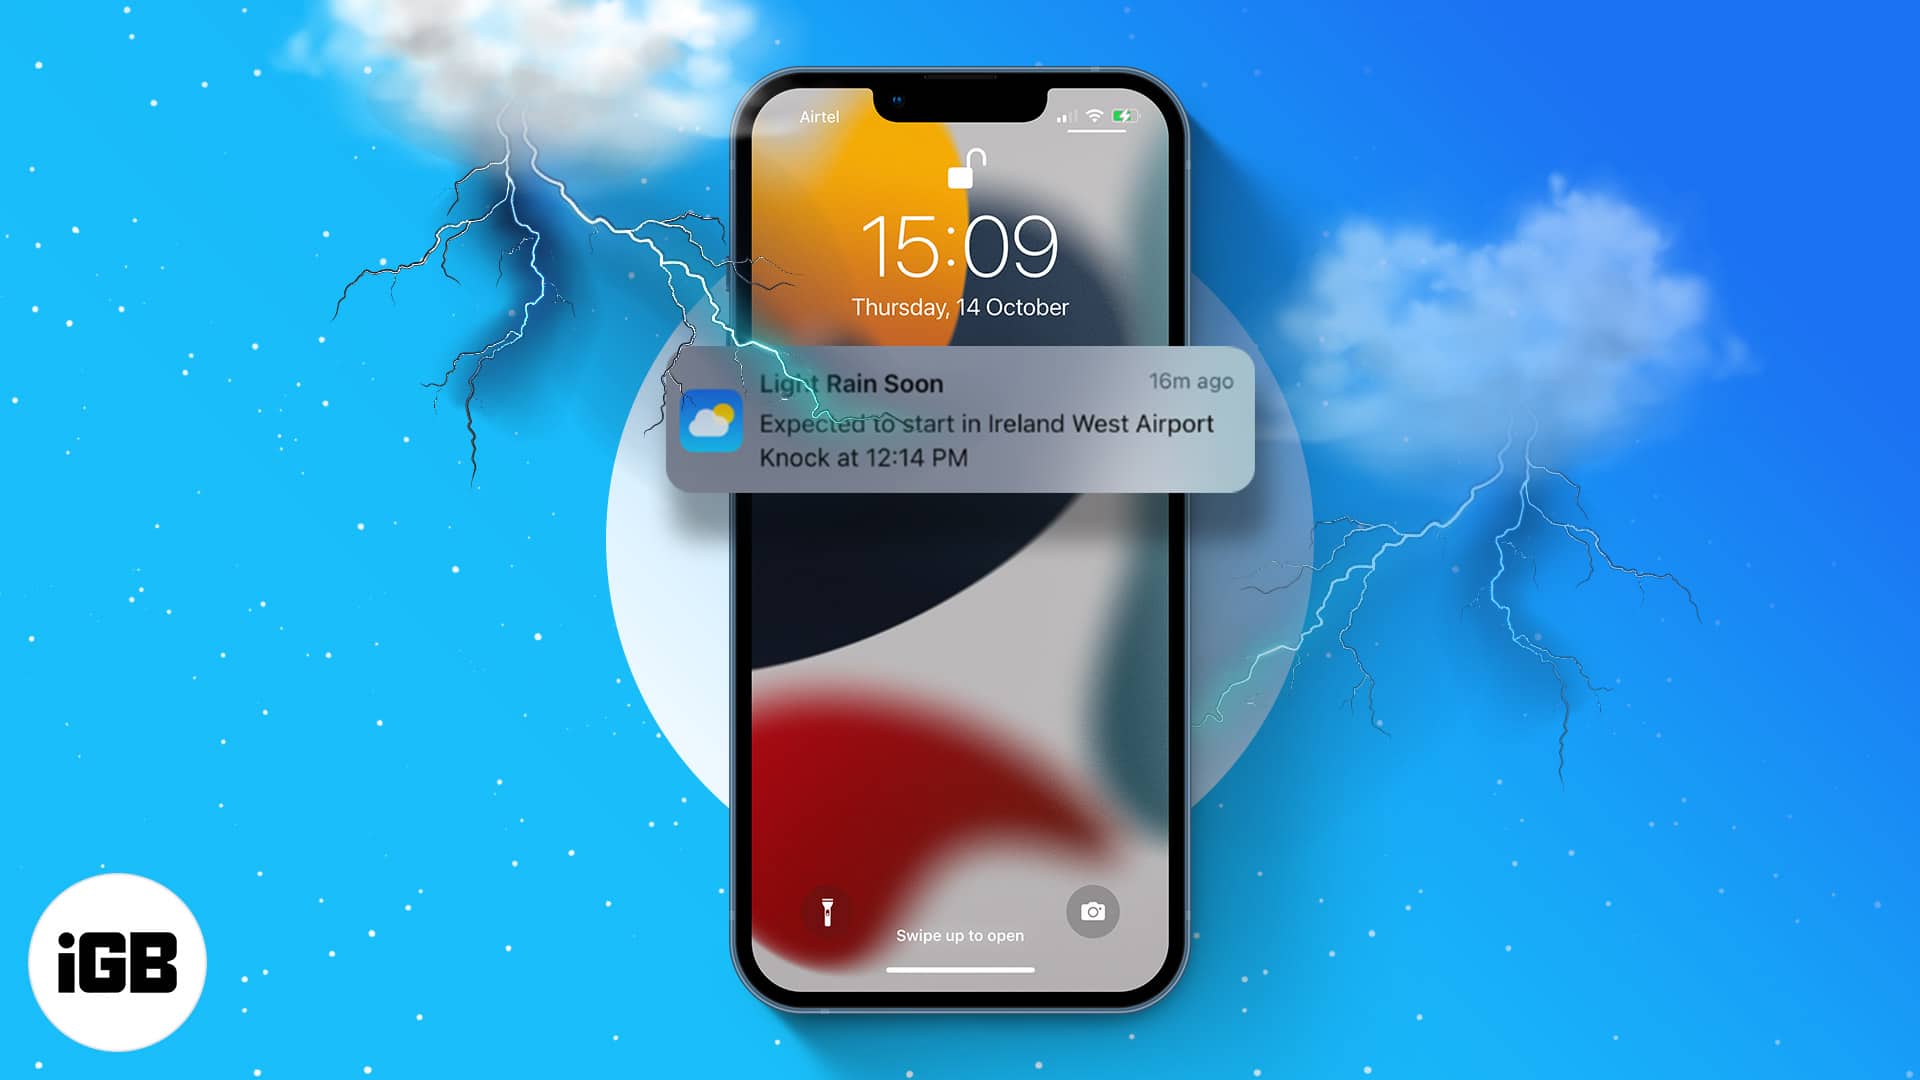 Airtel
15:09
Thursday, 14 October
Light Rain Soon
16m ago
Expected to start in Ireland West Airport
Knock at 12:14 PM
Swipe up to open
iGB